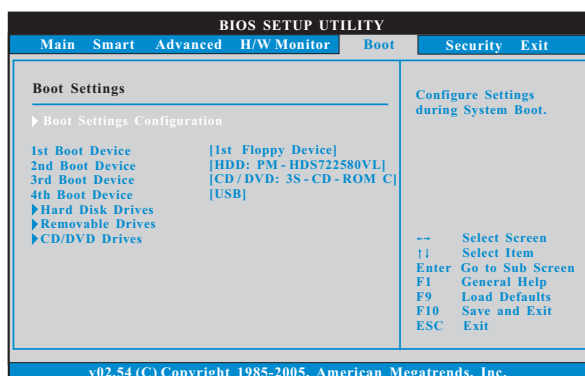 BIOS SETUP UTILITY
Main Smart Advanced H/W Monitor Boot Security Exit
Boot Settings
Boot Settings Configuration
1st Boot Device [1st Floppy Device]
2nd Boot Device [HDD: PM - HDS722580VL]
3rd Boot Device [CD / DVD: 3S - CD - ROM C]
4th Boot Device [USB]
Hard Disk Drives
Removable Drives
CD/DVD Drives
Configure Settings
during System Boot.
←→ Select Screen
↑↓ Select Item
Enter Go to Sub Screen
F1 General Help
F9 Load Defaults
F10 Save and Exit
ESC Exit
v02.54 (C) Copyright 1985-2005, American Megatrends, Inc.